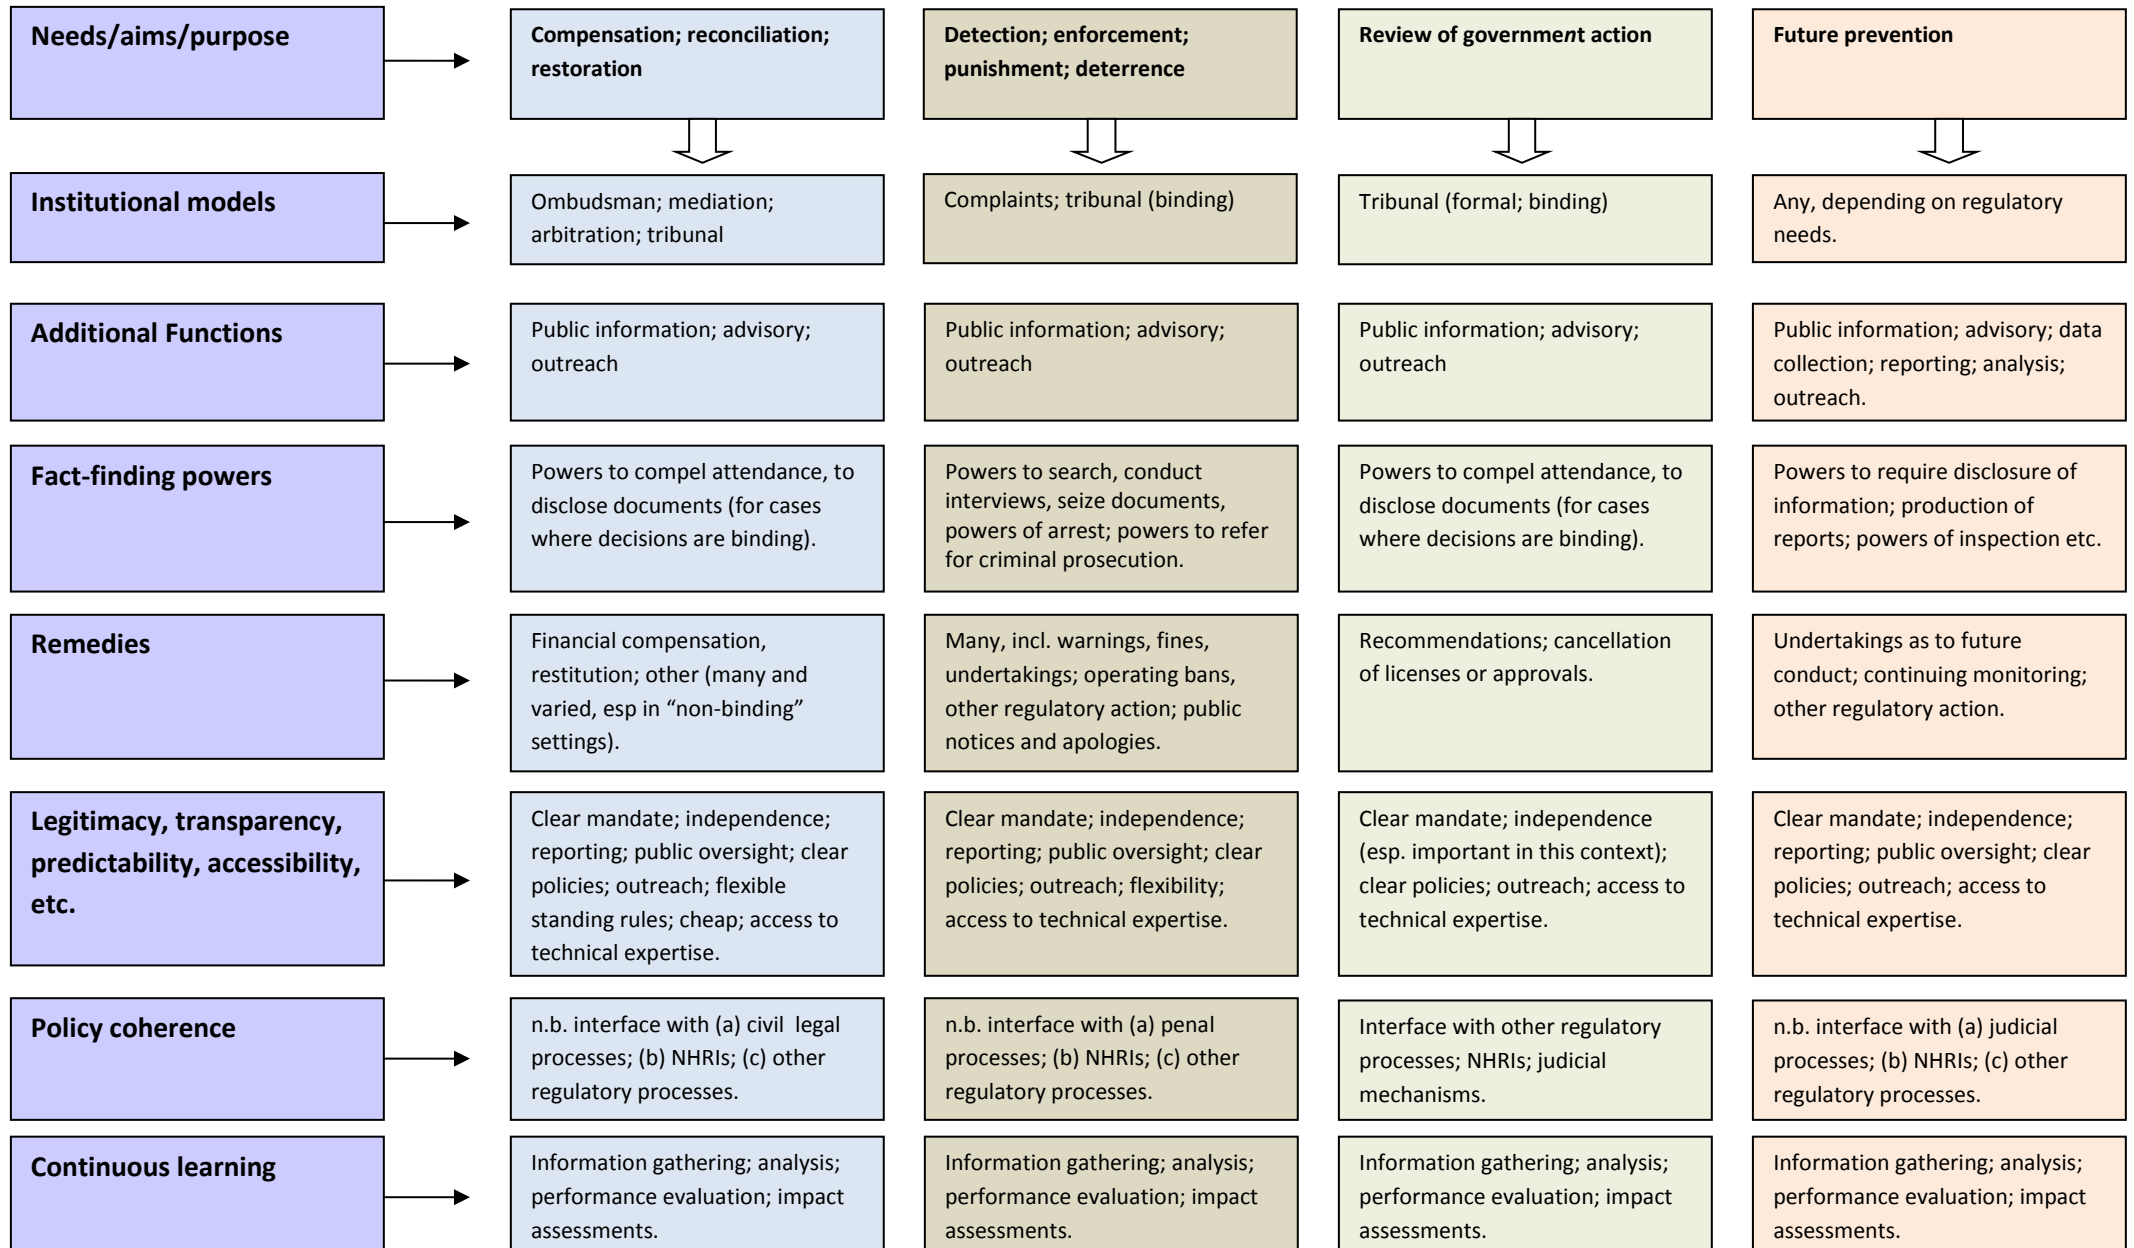 Needs/aims/purpose
Compensation; reconciliation;
restoration
Detection; enforcement;
punishment; deterrence
Review of government action
Future prevention
Institutional models
Ombudsman; mediation;
arbitration; tribunal
Complaints; tribunal (binding)
Tribunal (formal; binding)
Any, depending on regulatory
needs.
Additional Functions
Public information; advisory;
outreach
Public information; advisory;
outreach
Public information; advisory;
outreach
Public information; advisory; data
collection; reporting; analysis;
outreach.
Fact-finding powers
Powers to compel attendance, to
disclose documents (for cases
where decisions are binding).
Powers to search, conduct
interviews, seize documents,
powers of arrest; powers to refer
for criminal prosecution.
Powers to compel attendance, to
disclose documents (for cases
where decisions are binding).
Powers to require disclosure of
information; production of
reports; powers of inspection etc.
Remedies
Financial compensation,
restitution; other (many and
varied, esp in “non-binding”
settings).
Many, incl. warnings, fines,
undertakings; operating bans,
other regulatory action; public
notices and apologies.
Recommendations; cancellation
of licenses or approvals.
Undertakings as to future
conduct; continuing monitoring;
other regulatory action.
Legitimacy, transparency,
predictability, accessibility,
etc.
Clear mandate; independence;
reporting; public oversight; clear
policies; outreach; flexible
standing rules; cheap; access to
technical expertise.
Clear mandate; independence;
reporting; public oversight; clear
policies; outreach; flexibility;
access to technical expertise.
Clear mandate; independence
(esp. important in this context);
clear policies; outreach; access to
technical expertise.
Clear mandate; independence;
reporting; public oversight; clear
policies; outreach; access to
technical expertise.
Policy coherence
n.b. interface with (a) civil legal
processes; (b) NHRIs; (c) other
regulatory processes.
n.b. interface with (a) penal
processes; (b) NHRIs; (c) other
regulatory processes.
Interface with other regulatory
processes; NHRIs; judicial
mechanisms.
n.b. interface with (a) judicial
processes; (b) NHRIs; (c) other
regulatory processes.
Continuous learning
Information gathering; analysis;
performance evaluation; impact
assessments.
Information gathering; analysis;
performance evaluation; impact
assessments.
Information gathering; analysis;
performance evaluation; impact
assessments.
Information gathering; analysis;
performance evaluation; impact
assessments.